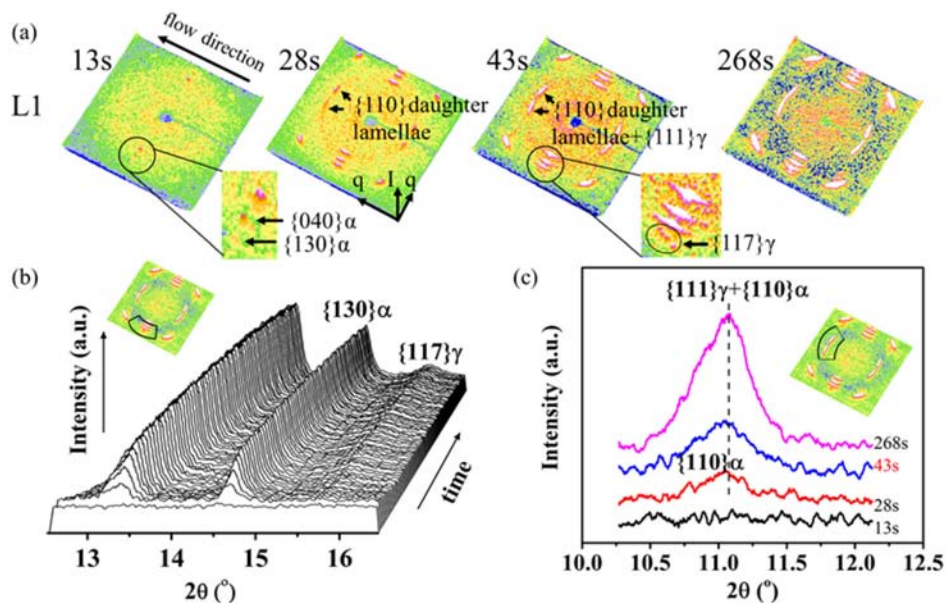 (a)
flow direction
13s
28s
43s
268s
L1
{110}daughter
lamellae
{110}daughter
lamellae+{111}γ
q I q
{040}α
{130}α
{117}γ
(b)
{130}α
{117}γ
Intensity (a.u.)
time
13 14 15 16
2θ (°)
(c)
{111}γ+{110}α
{110}α
268s
43s
28s
13s
Intensity (a.u.)
10.0 10.5 11.0 11.5 12.0 12.5
2θ (°)